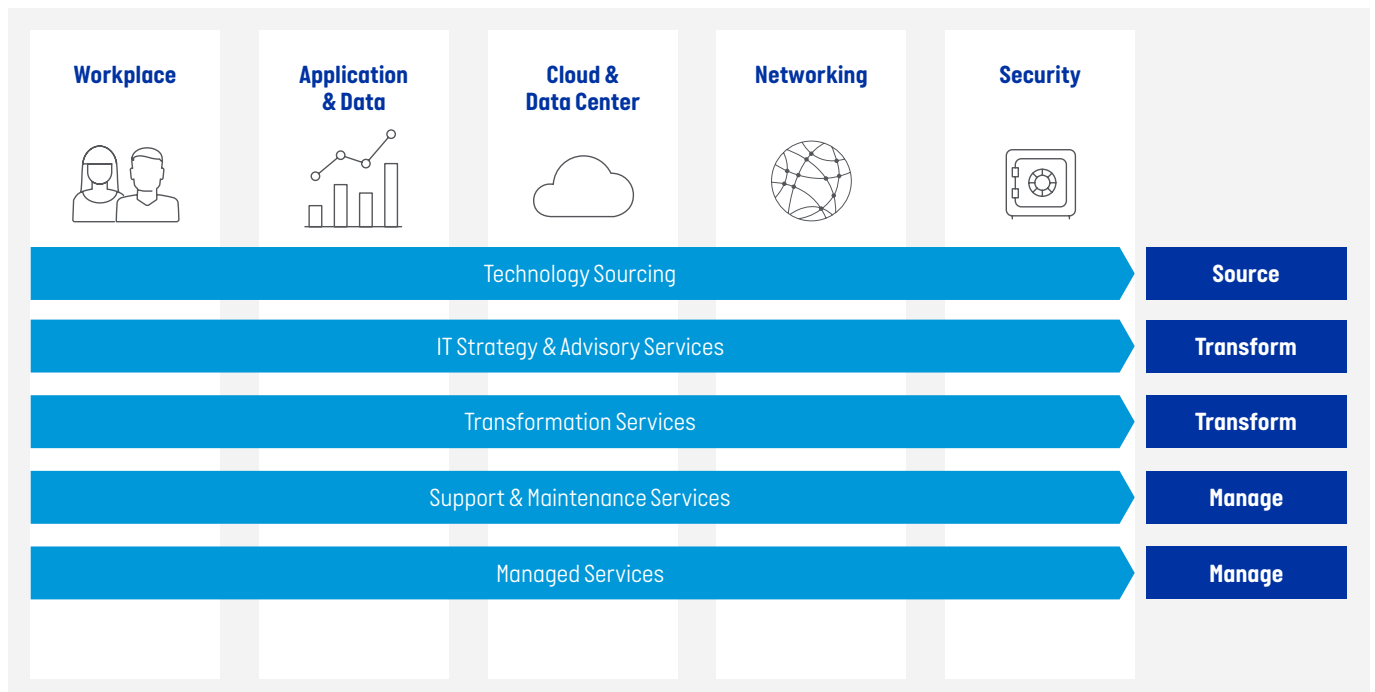 Workplace
Application
& Data
Cloud &
Data Center
Networking
Security
Technology Sourcing
Source
IT Strategy & Advisory Services
Transform
Transformation Services
Transform
Support & Maintenance Services
Manage
Managed Services
Manage